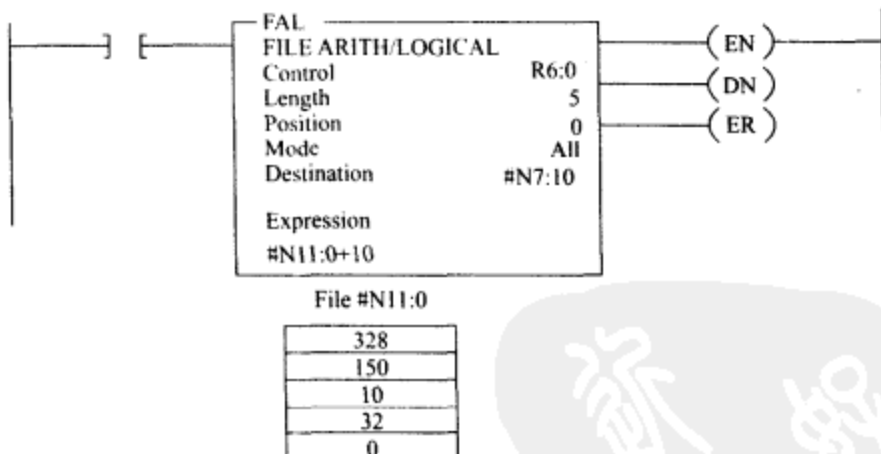 FAL
FILE ARITH/LOGICAL
Control R6:0
Length 5
Position 0
Mode All
Destination #N7:10
Expression
#N11:0+10
EN
DN
ER
File #N11:0
328
150
10
32
0